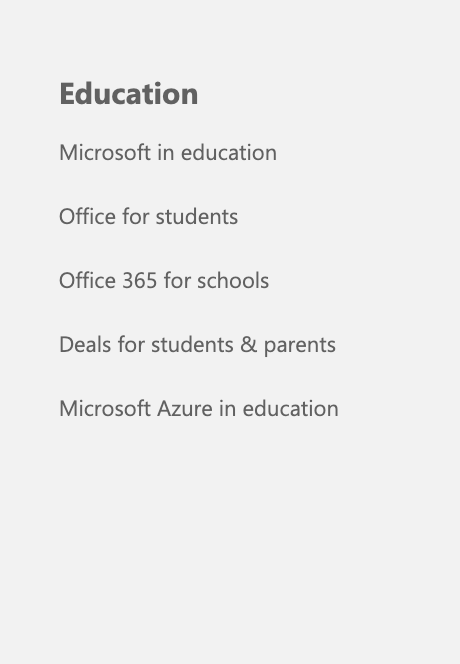 Education
Microsoft in education
Office for students
Office 365 for schools
Deals for students & parents
Microsoft Azure in education